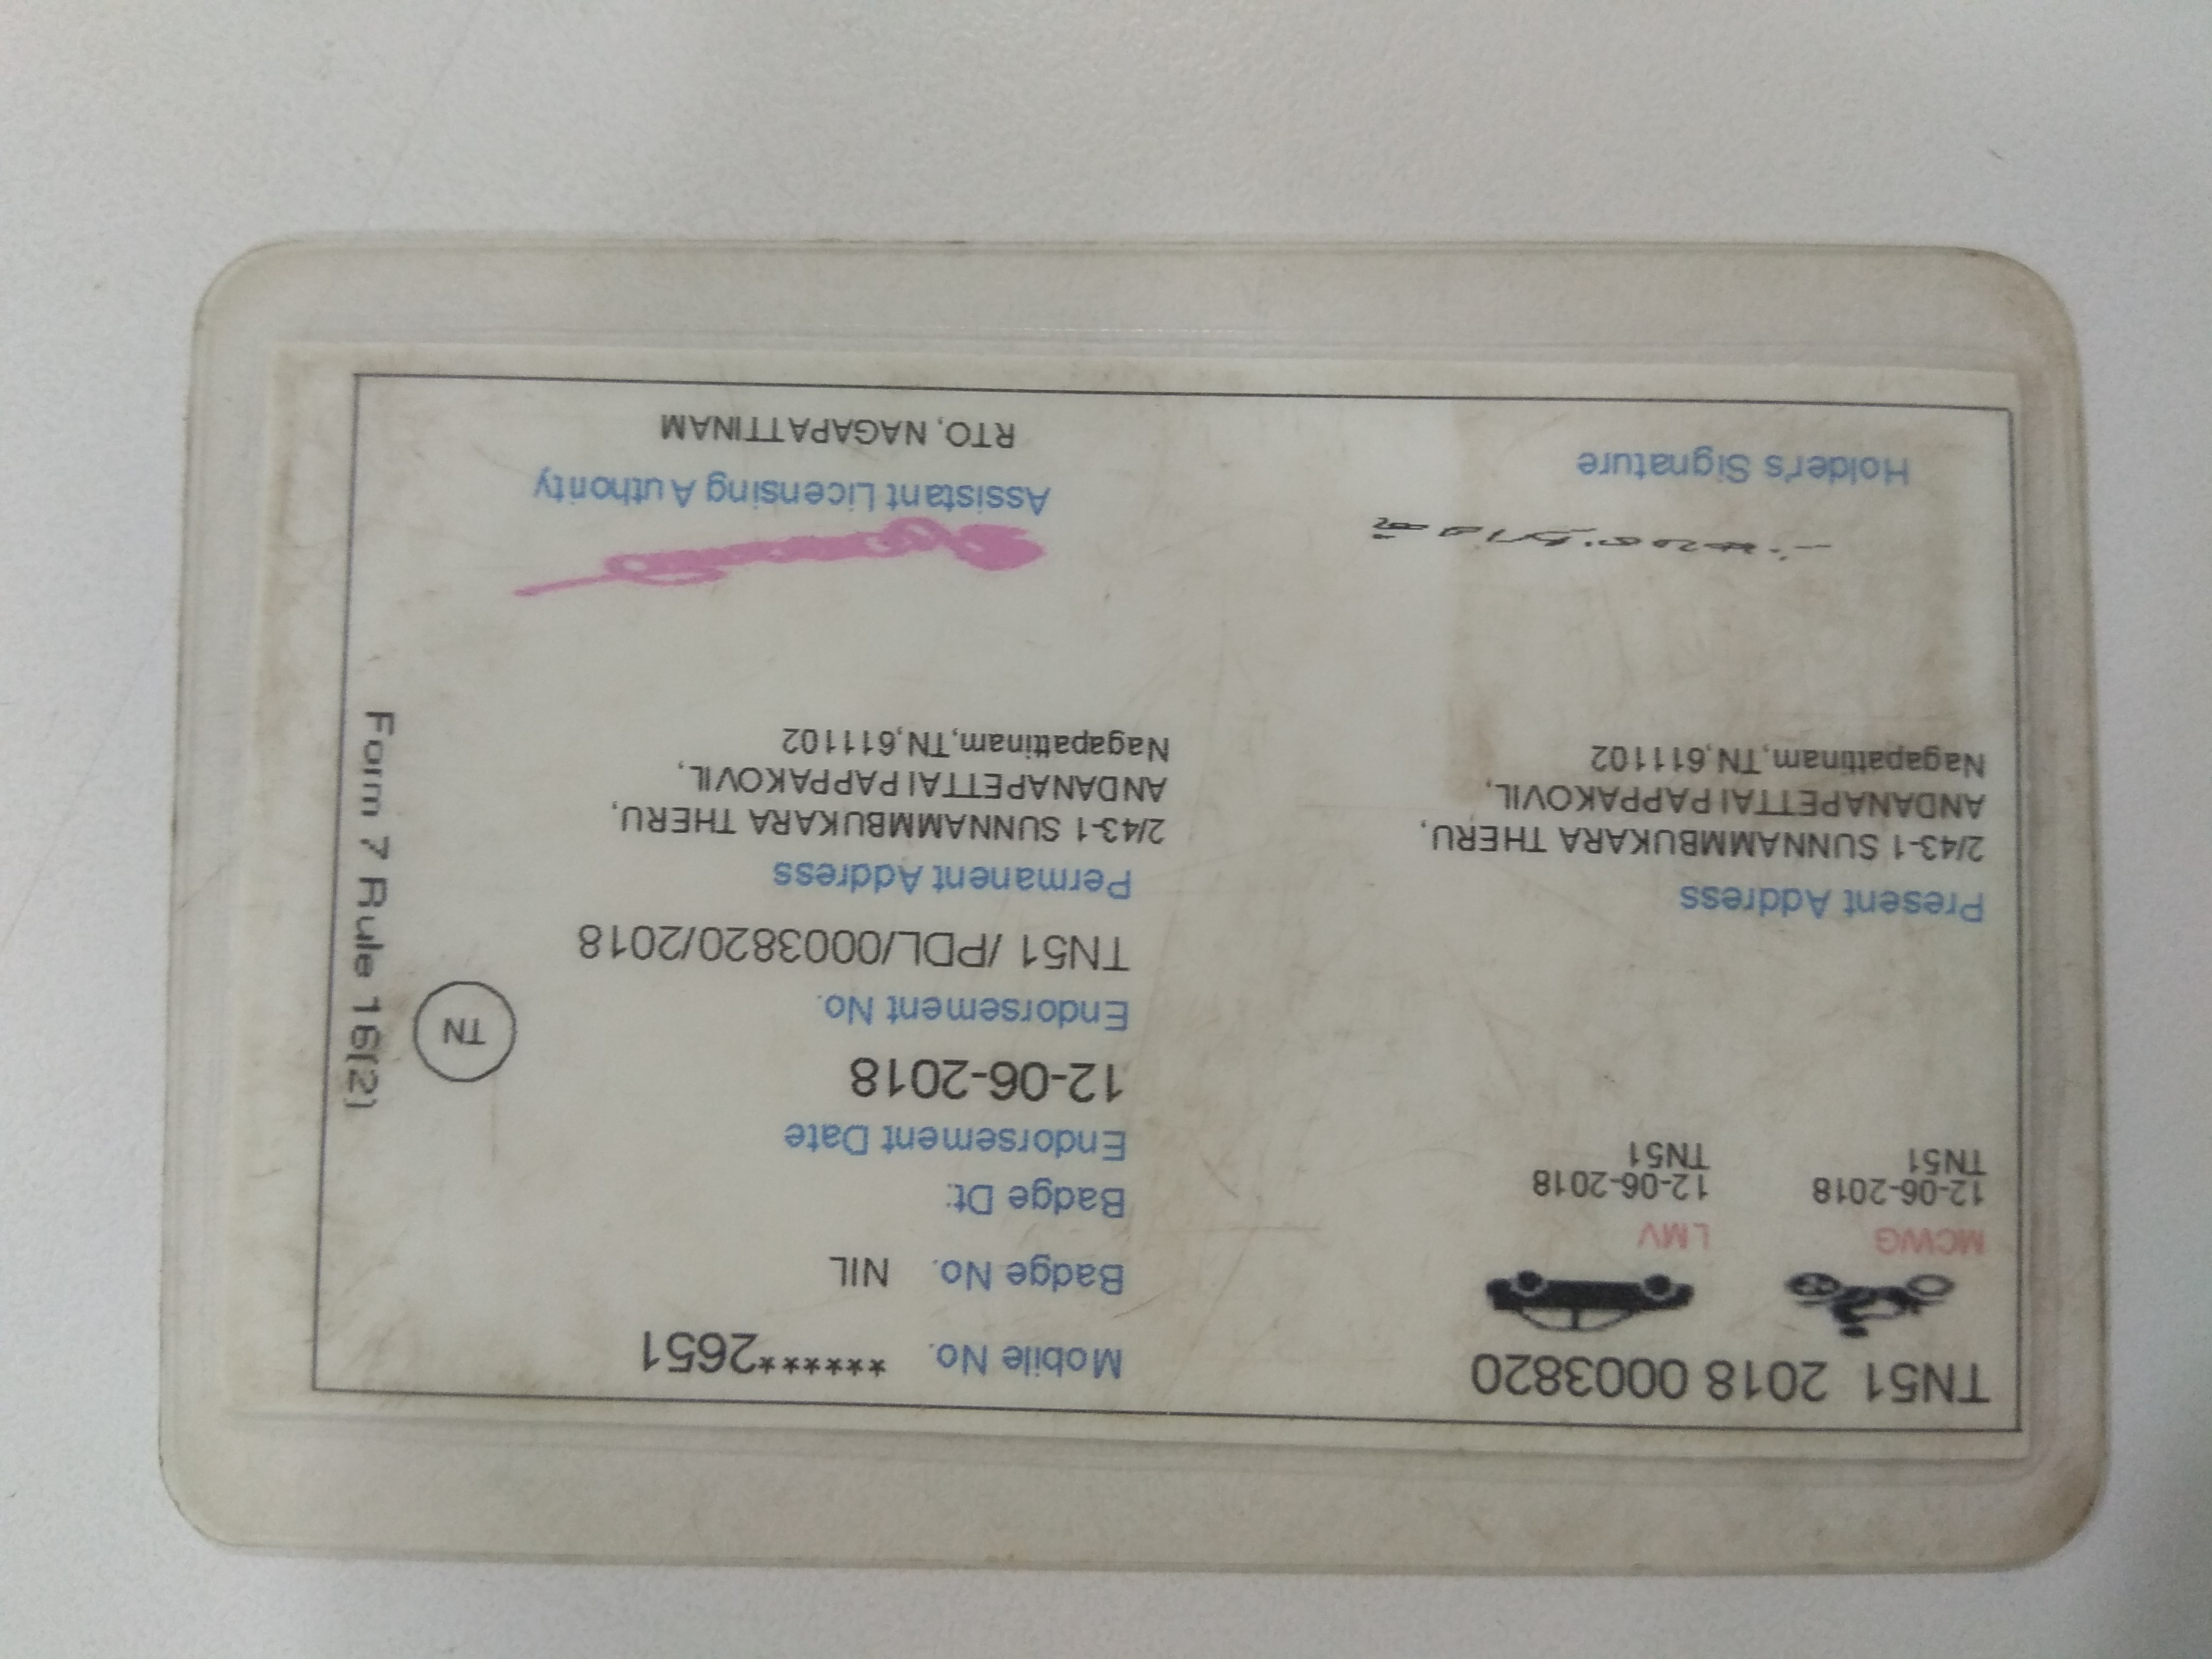 TN51 2018 0003820
MCWG
12-06-2018
TN51
LMV
12-06-2018
TN51
Present Address
2/43-1 SUNNAMMBUKARA THERU,
ANDANAPETTAI PAPPAKOVIL,
Nagapattinam,TN,611102
Holder's Signature
Mobile No. ******2651
Badge No. NIL
Badge Dt:
Endorsement Date
12-06-2018
Endorsement No.
TN51 /PDL/0003820/2018
Permanent Address
2/43-1 SUNNAMMBUKARA THERU,
ANDANAPETTAI PAPPAKOVIL,
Nagapattinam,TN,611102
Assistant Licensing Authority
RTO, NAGAPATTINAM
TN
Form 7 Rule 16(2)